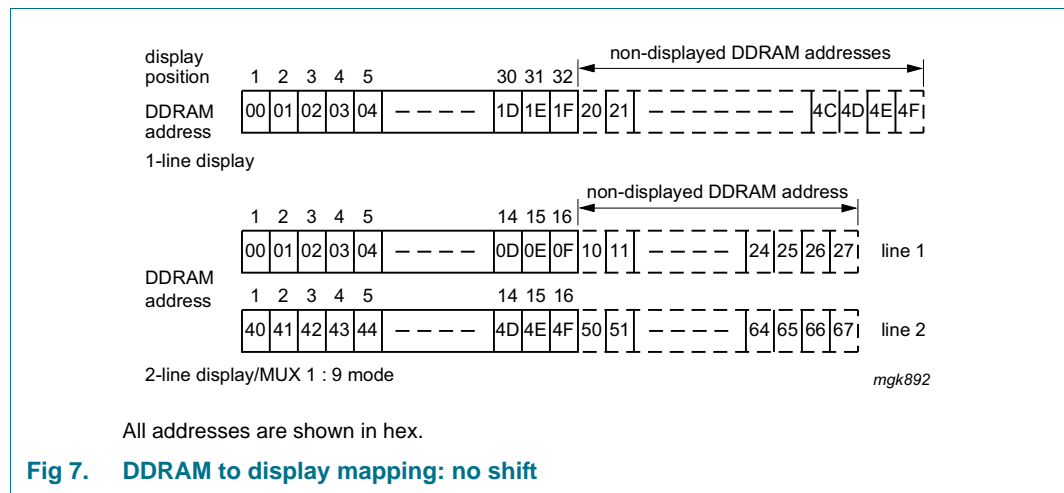 display
position 1 2 3 4 5 30 31 32 non-displayed DDRAM addresses
DDRAM
address 00 01 02 03 04 1D 1E 1F 20 21 4C 4D 4E 4F
1-line display
non-displayed DDRAM address
1 2 3 4 5 14 15 16
00 01 02 03 04 0D 0E 0F 10 11 24 25 26 27 line 1
DDRAM
address 1 2 3 4 5 14 15 16
40 41 42 43 44 4D 4E 4F 50 51 64 65 66 67 line 2
2-line display/MUX 1 : 9 mode
mgk892
All addresses are shown in hex.
Fig 7. DDRAM to display mapping: no shift